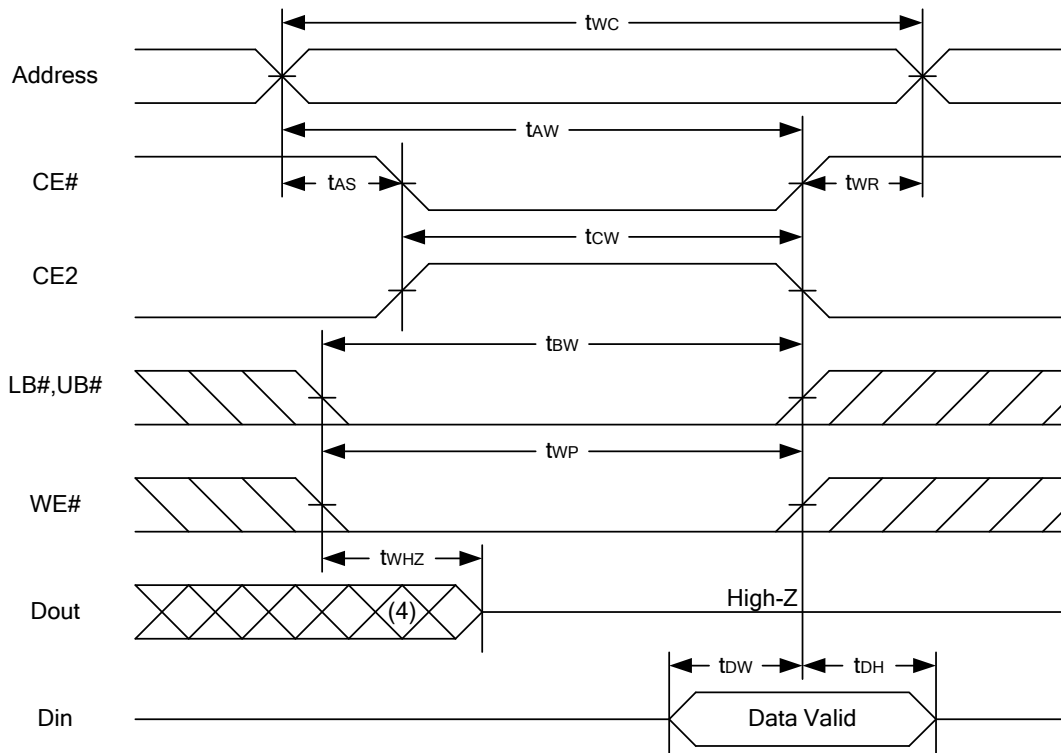 tWC
Address
tAW
CE#
tAS
tWR
tCW
CE2
tBW
LB#,UB#
tWP
WE#
tWHZ
Dout
(4)
High-Z
tDW
tDH
Din
Data Valid